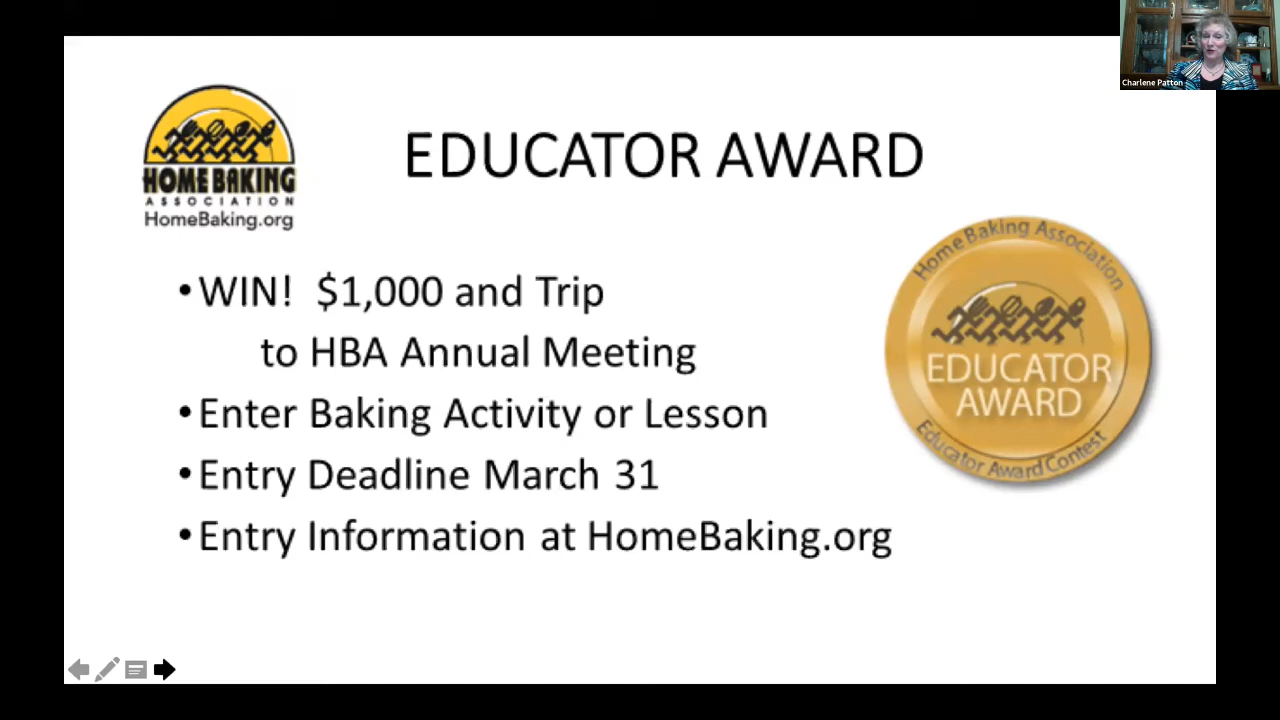 Charlene Patton
HOME BAKING
ASSOCIATION
HomeBaking.org
EDUCATOR AWARD
•WIN! $1,000 and Trip
to HBA Annual Meeting
•Enter Baking Activity or Lesson
•Entry Deadline March 31
•Entry Information at HomeBaking.org
Home Baking Association
EDUCATOR
AWARD
Educator Award Contest